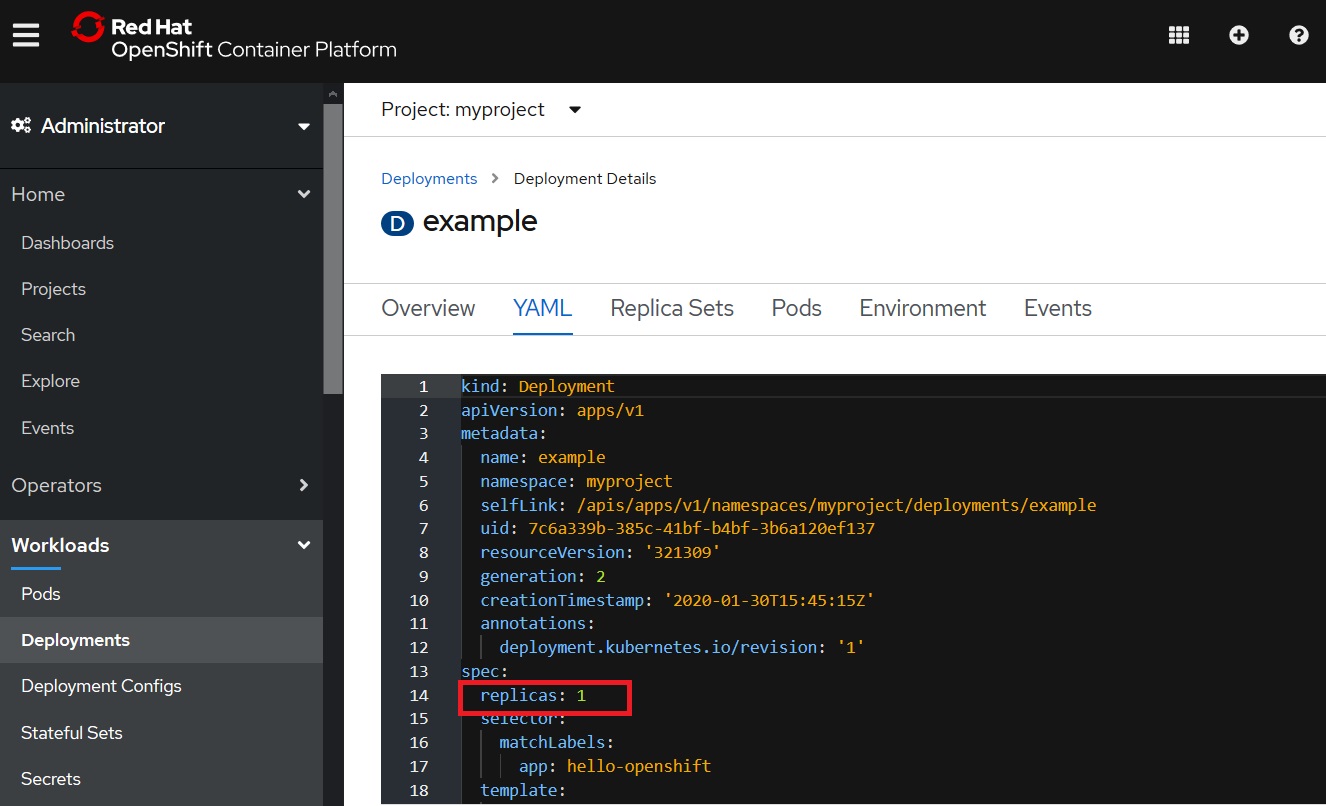 Red Hat
OpenShift Container Platform
Administrator
Home
Dashboards
Projects
Search
Explore
Events
Operators
Workloads
Pods
Deployments
Deployment Configs
Stateful Sets
Secrets
Project: myproject
Deployments > Deployment Details
D example
Overview YAML Replica Sets Pods Environment Events
1 kind: Deployment
2 apiVersion: apps/v1
3 metadata:
4 name: example
5 namespace: myproject
6 selfLink: /apis/apps/v1/namespaces/myproject/deployments/example
7 uid: 7c6a339b-385c-41bf-b4bf-3b6a120ef137
8 resourceVersion: '321309'
9 generation: 2
10 creationTimestamp: '2020-01-30T15:45:15Z'
11 annotations:
12 deployment.kubernetes.io/revision: '1'
13 spec:
14 replicas: 1
15 selector:
16 matchLabels:
17 app: hello-openshift
18 template: